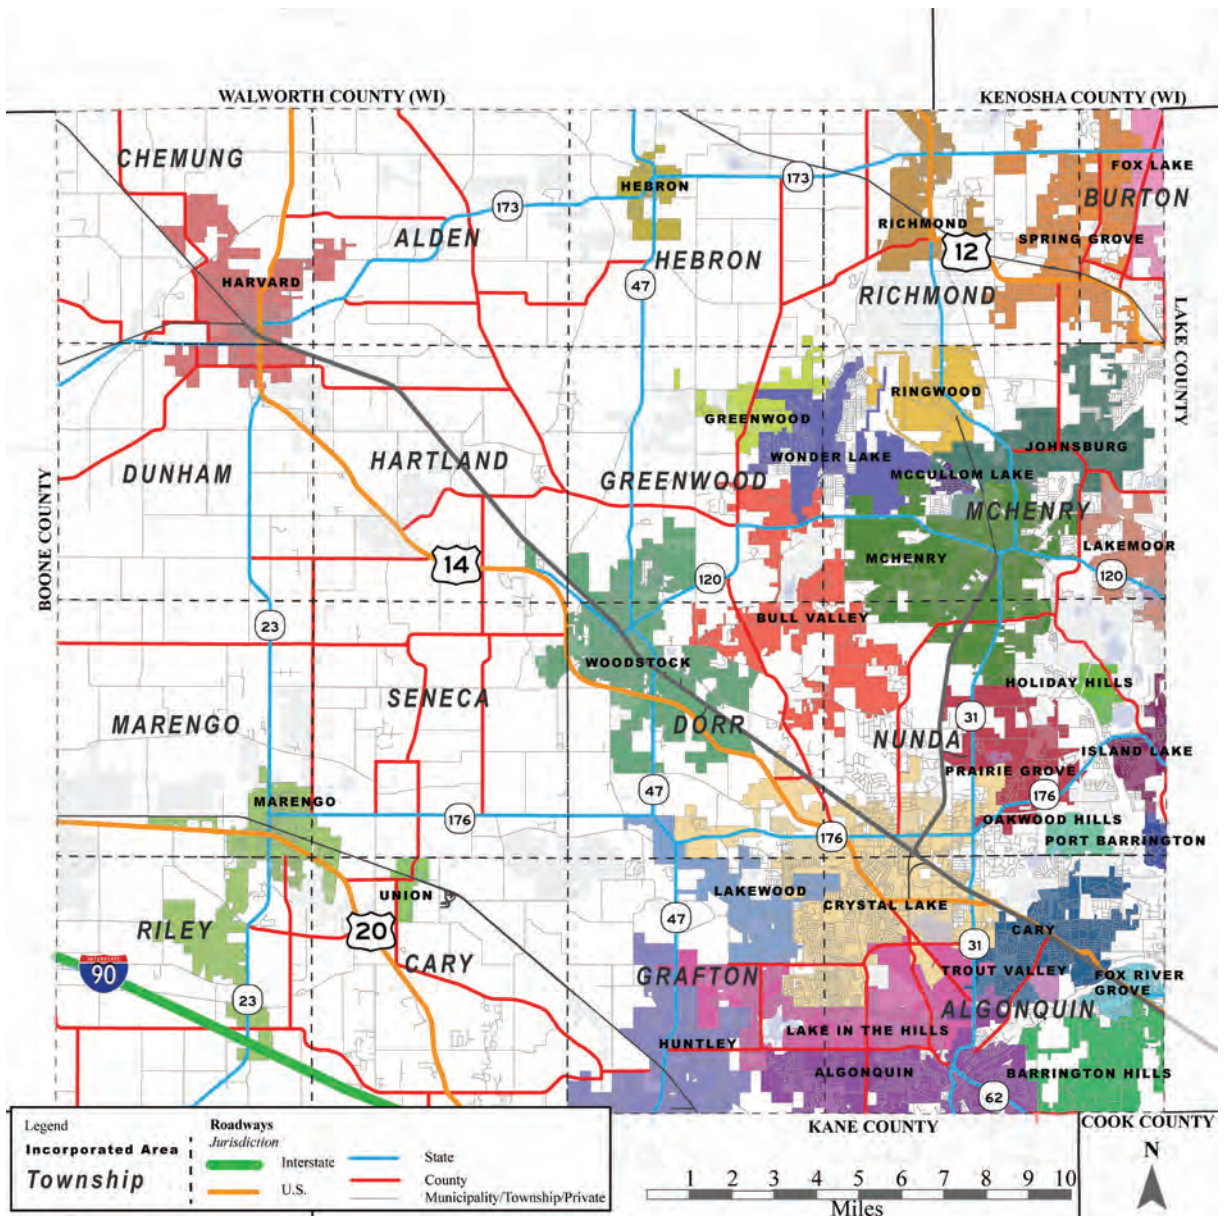 WALWORTH COUNTY (WI)
KENOSHA COUNTY (WI)
CHEMUNG
FOX LAKE
173
HEBRON
BURTON
173
RICHMOND
SPRING GROVE
ALDEN
12
HEBRON
HARVARD
47
RICHMOND
LAKE COUNTY
RINGWOOD
GREENWOOD
JOHNSBURG
WONDER LAKE
HARTLAND
DUNHAM
MCCULLOM LAKE
GREENWOOD
MCHENRY
BOONE COUNTY
LAKEMOOR
MCHENRY
14
120
120
23
BULL VALLEY
WOODSTOCK
HOLIDAY HILLS
SENECA
31
MARENGO
DORR
NUNDA
ISLAND LAKE
PRAIRIE GROVE
47
176
MARENGO
176
OAKWOOD HILLS
176
PORT BARRINGTON
LAKEWOOD
UNION
CRYSTAL LAKE
47
RILEY
20
CARY
31
INTERSTATE
90
CARY
GRAFTON
TROUT VALLEY
FOX RIVER
GROVE
23
ALGONQUIN
LAKE IN THE HILLS
HUNTLEY
ALGONQUIN
BARRINGTON HILLS
62
KANE COUNTY
COOK COUNTY
Legend
Incorporated Area
Township
Roadways
Jurisdiction
Interstate
U.S.
State
County
Municipality/Township/Private
N
1 2 3 4 5 6 7 8 9 10
Miles